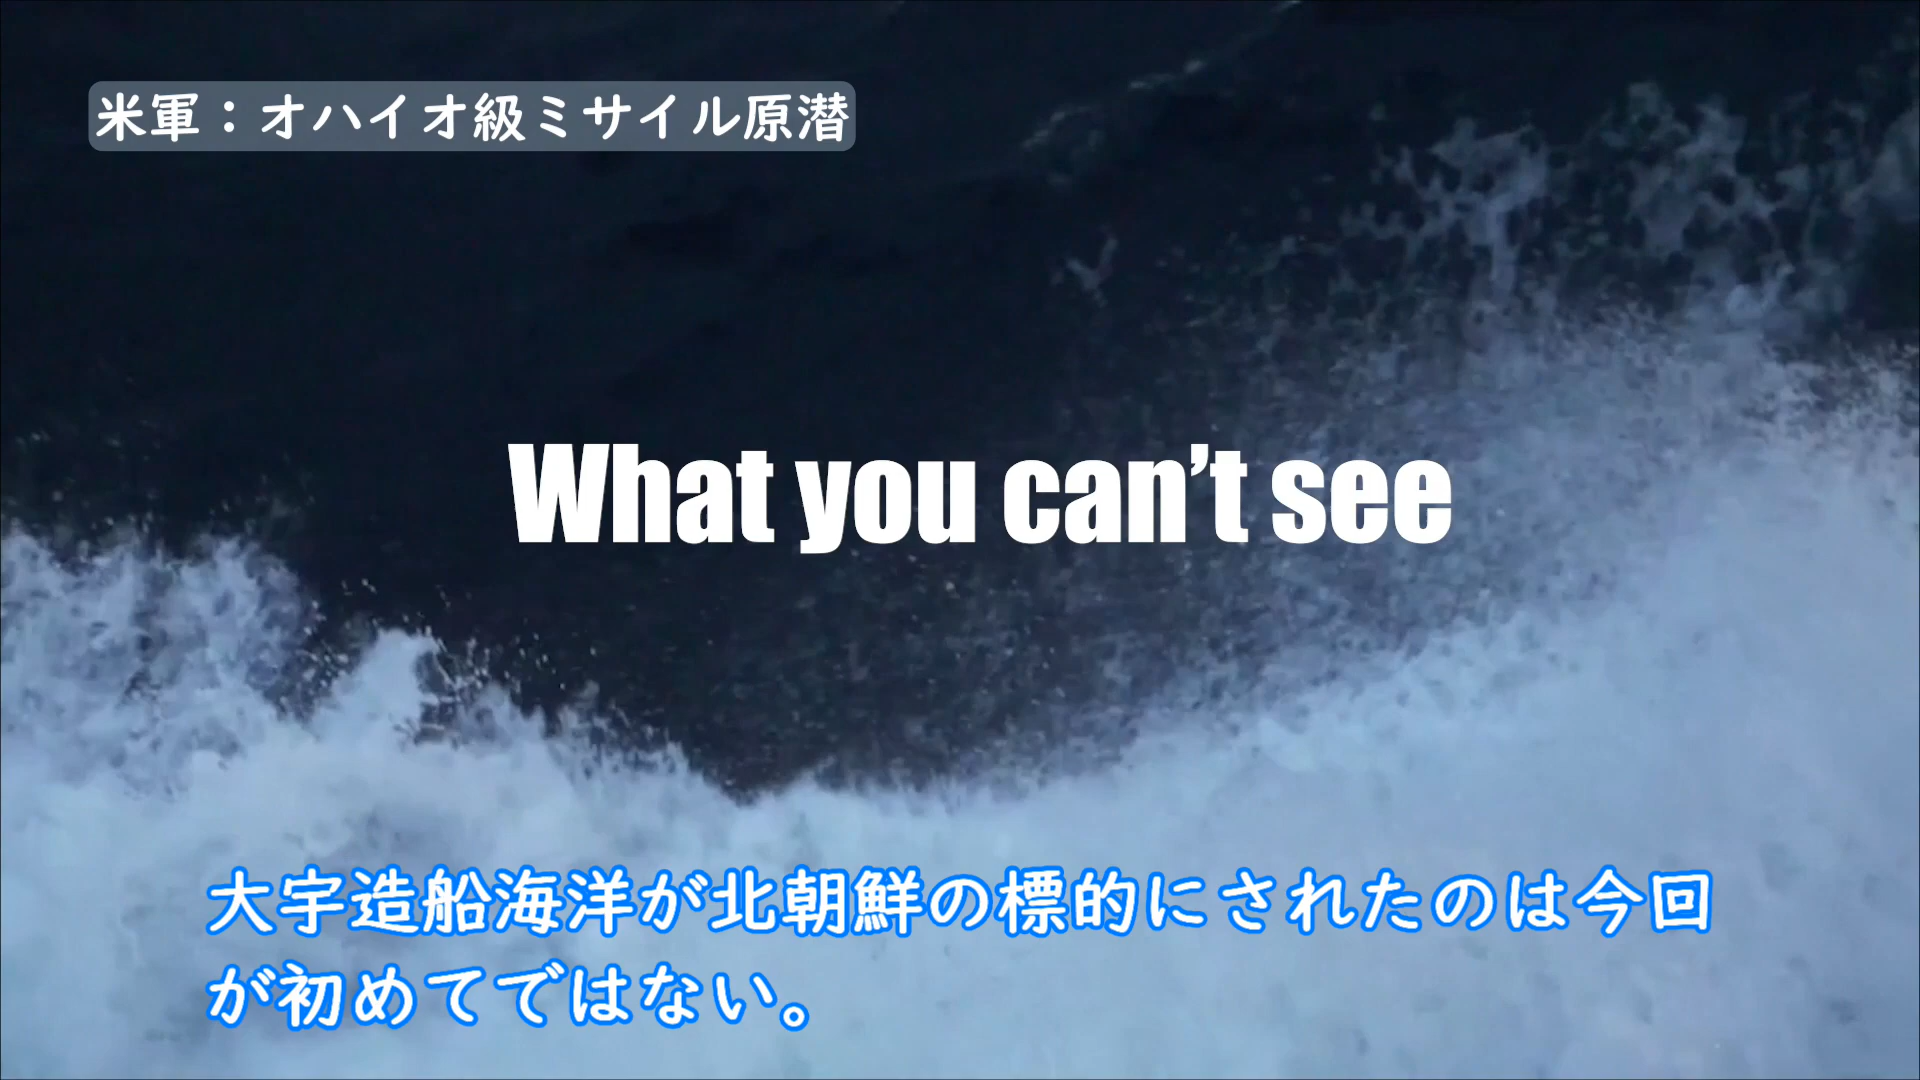 米軍：オハイオ級ミサイル原潜
What you can’t see
大宇造船海洋が北朝鮮の標的にされたのは今回
が初めてではない。